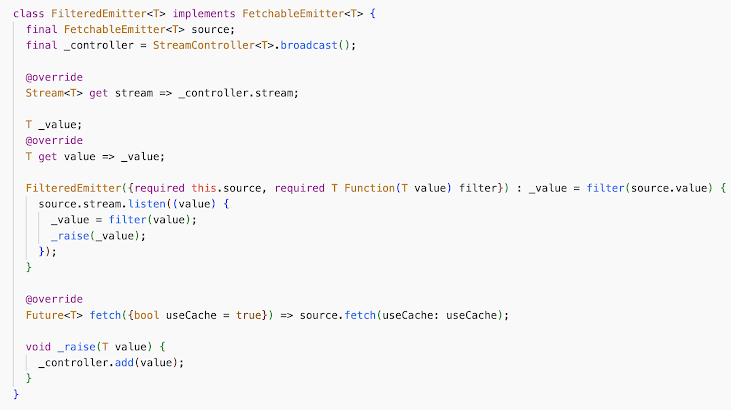 class FilteredEmitter<T> implements FetchableEmitter<T> {
  final FetchableEmitter<T> source;
  final _controller = StreamController<T>.broadcast();

  @override
  Stream<T> get stream => _controller.stream;

  T _value;
  @override
  T get value => _value;

  FilteredEmitter({required this.source, required T Function(T value) filter}) : _value = filter(source.value) {
    source.stream.listen((value) {
      _value = filter(value);
      _raise(_value);
    });
  }

  @override
  Future<T> fetch({bool useCache = true}) => source.fetch(useCache: useCache);

  void _raise(T value) {
    _controller.add(value);
  }
}